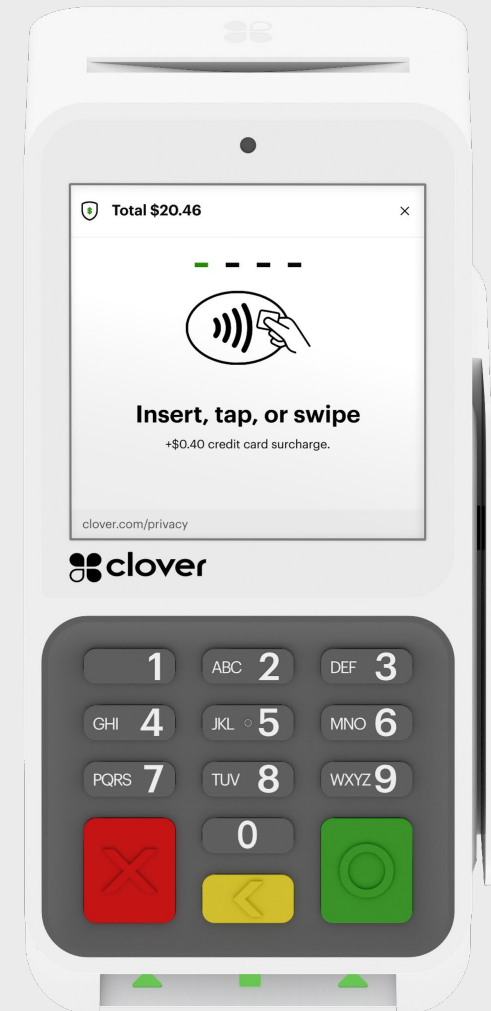 Total $20.46
Insert, tap, or swipe
+$0.40 credit card surcharge.
clover.com/privacy
clover
1
ABC 2
DEF 3
GHI 4
JKL 5
MNO 6
PQRS 7
TUV 8
WXYZ 9
0